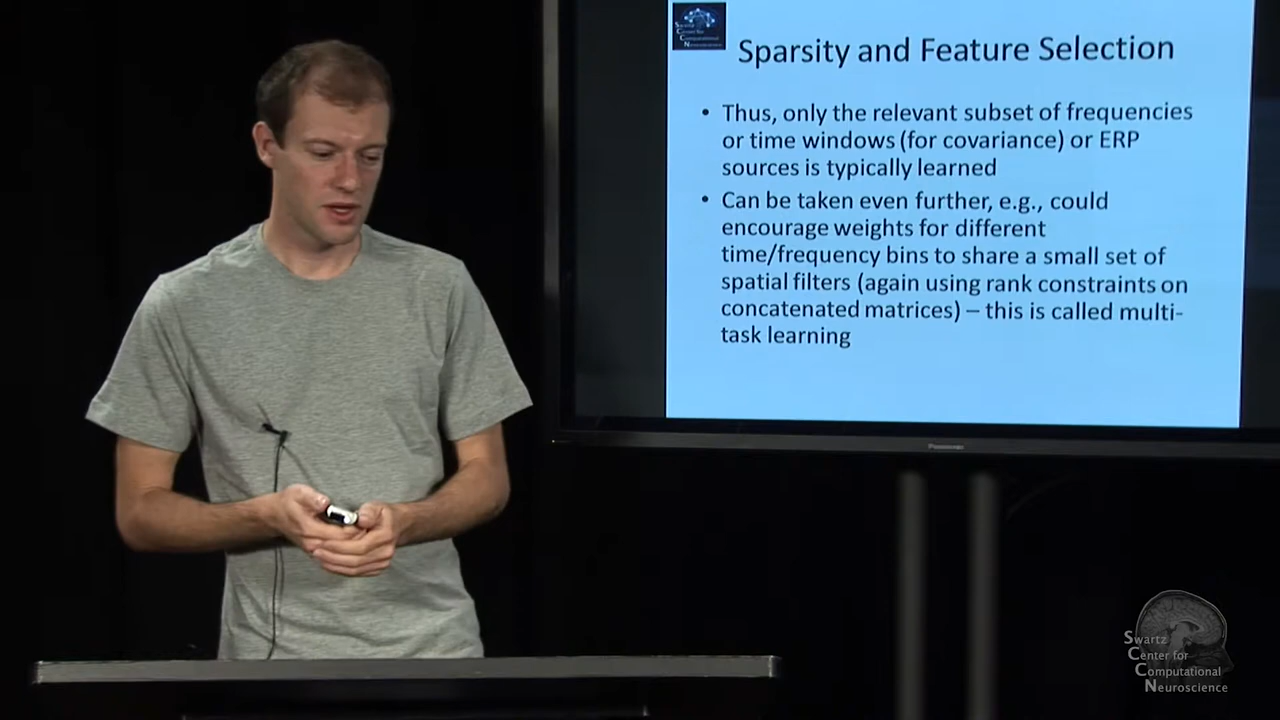 Sparsity and Feature Selection
• Thus, only the relevant subset of frequencies
or time windows (for covariance) or ERP
sources is typically learned
• Can be taken even further, e.g., could
encourage weights for different
time/frequency bins to share a small set of
spatial filters (again using rank constraints on
concatenated matrices) – this is called multi-
task learning
Panasonic
Swartz
Center for
Computational
Neuroscience